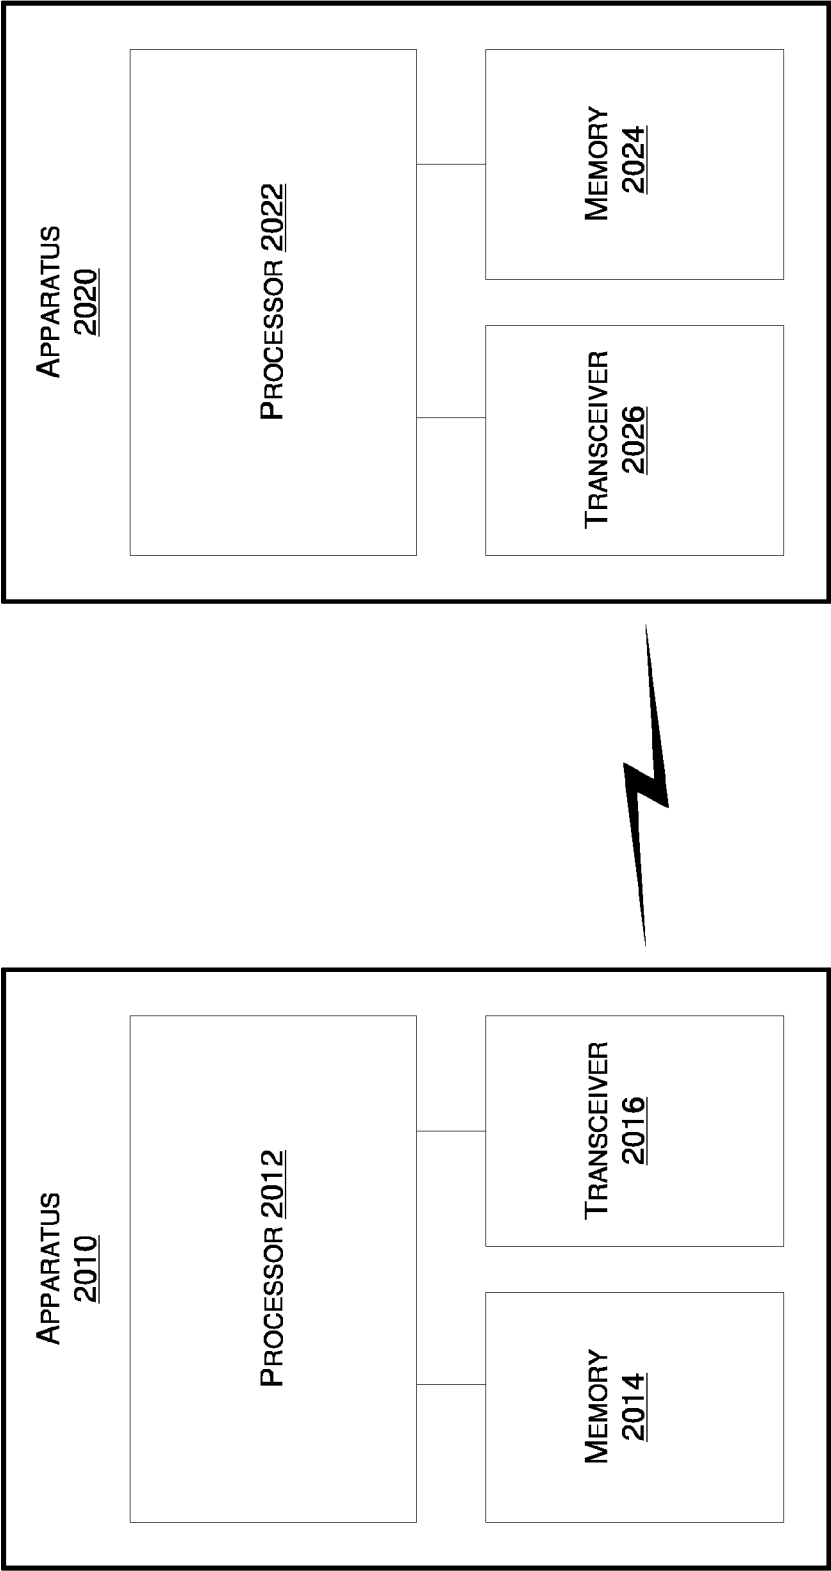 APPARATUS
2010
PROCESSOR 2012
MEMORY
2014
TRANSCEIVER
2016
APPARATUS
2020
PROCESSOR 2022
TRANSCEIVER
2026
MEMORY
2024